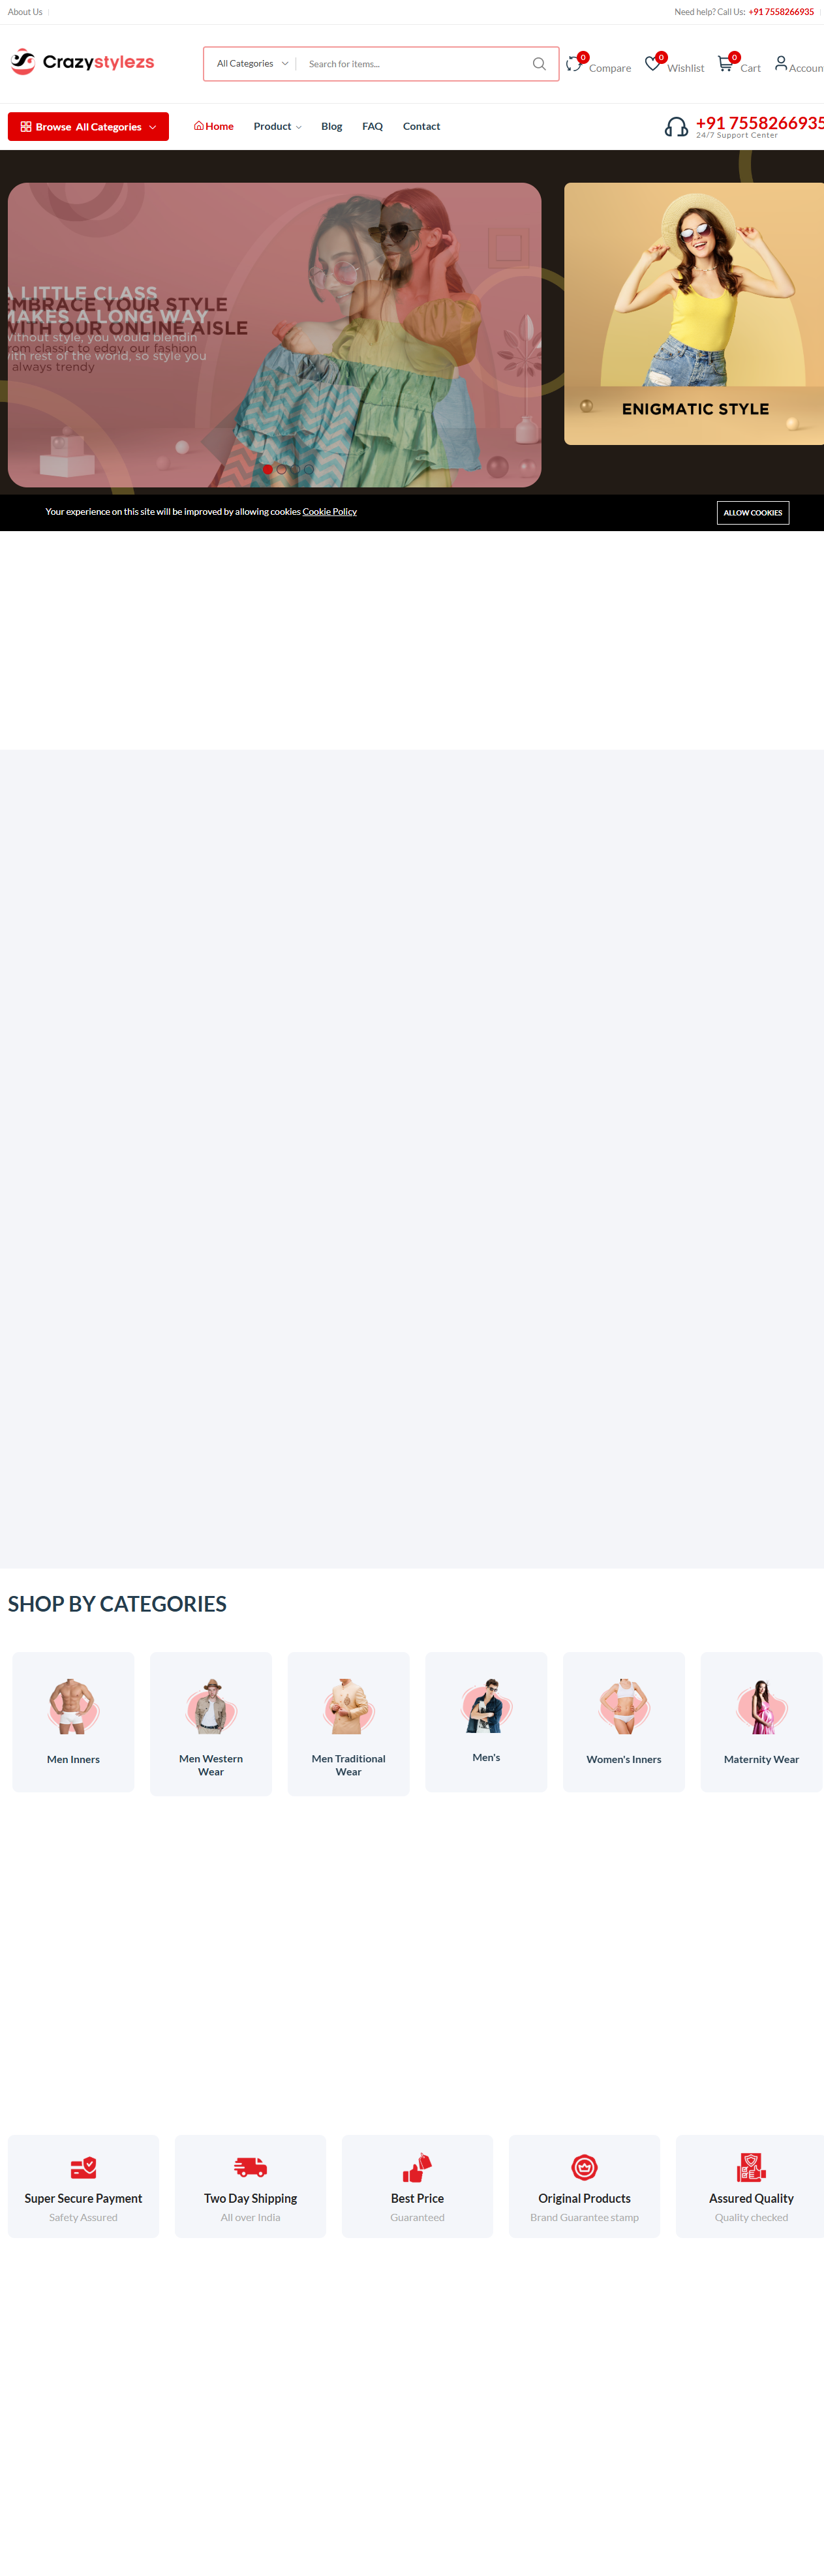 About Us
Need help? Call Us: +91 7558266935
Crazystylezs
All Categories
Search for items...
0
Compare
0
Wishlist
0
Cart
Accoun
Browse All Categories
Home
Product
Blog
FAQ
Contact
+91 7558266935
24/7 Support Center
A LITTLE CLASS
MAKES A LONG WAY
without style, you would blendin
with rest of the world, so style you
EMBRACE YOUR STYLE
WITH OUR ONLINE AISLE
from classic to edgy, our fashion
always trendy
ENIGMATIC STYLE
Your experience on this site will be improved by allowing cookies Cookie Policy
ALLOW COOKIES
SHOP BY CATEGORIES
Men Inners
Men Western
Wear
Men Traditional
Wear
Men's
Women's Inners
Maternity Wear
Super Secure Payment
Safety Assured
Two Day Shipping
All over India
Best Price
Guaranteed
Original Products
Brand Guarantee stamp
Assured Quality
Quality checked